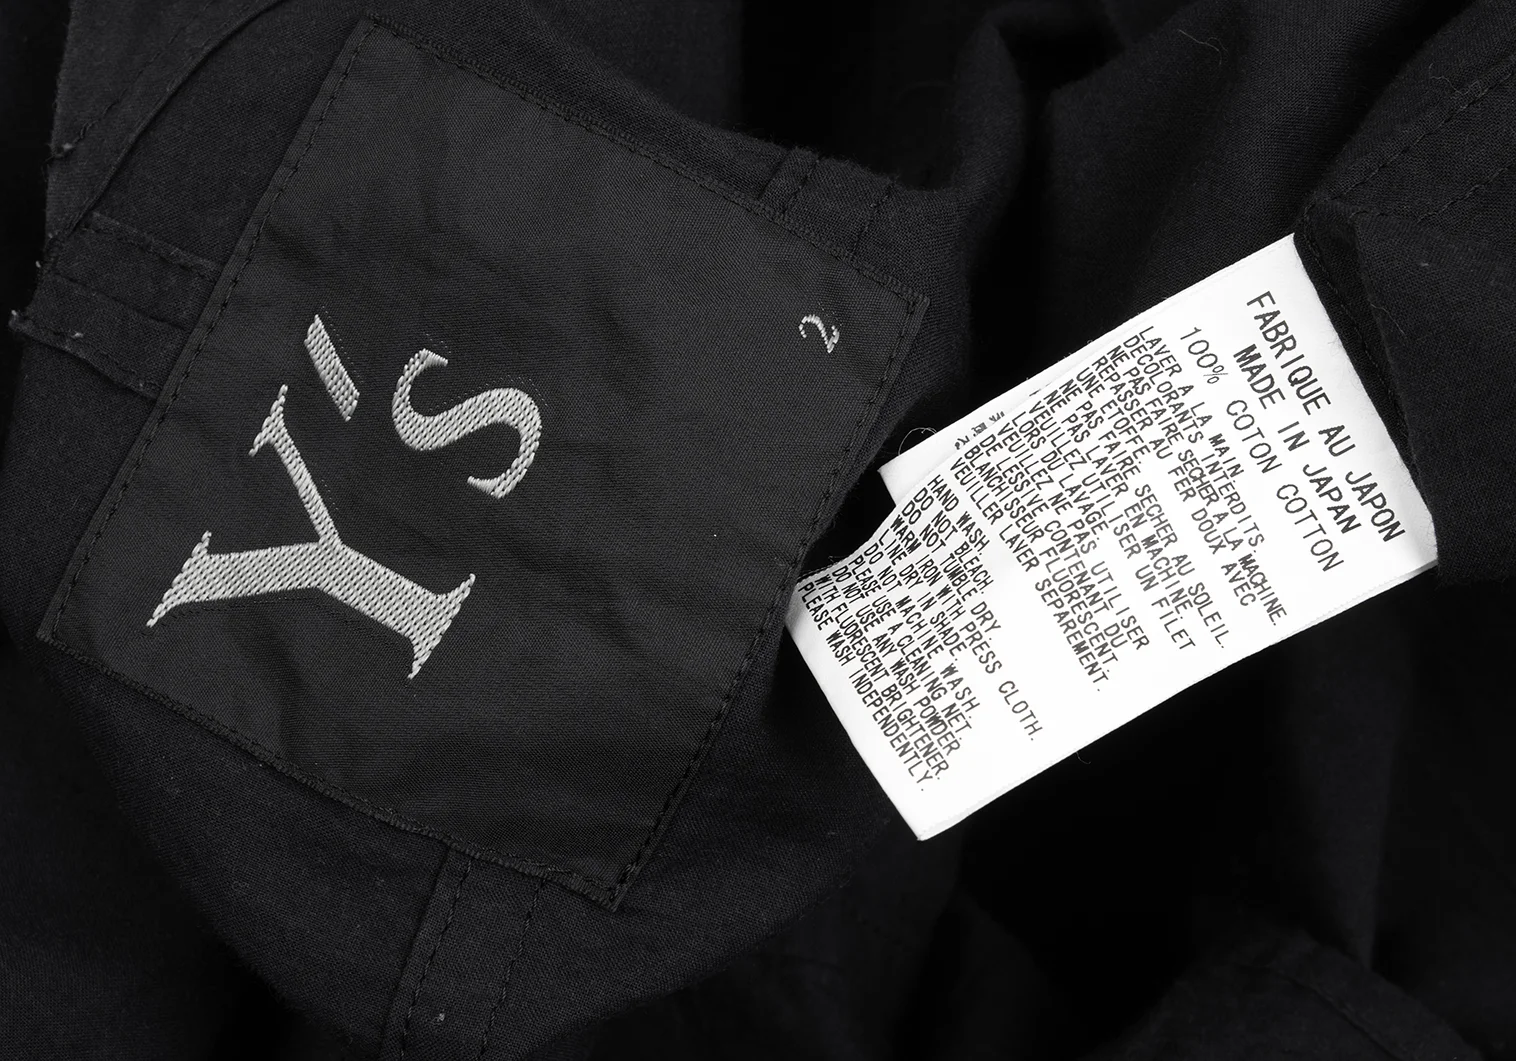 Y's
2
FABRIQUE AU JAPON
MADE IN JAPAN
100% COTON COTTON
LAVER A LA MAIN
DECOLORANTS INTERDITS.
NE PAS FAIRE SECHER A LA MACHINE.
REPASSER AU FER DOUX AVEC
UNE ETOFFE.
NE PAS FAIRE SECHER AU SOLEIL.
NE PAS LAVER EN MACHINE.
VEUILLEZ UTILISER UN FILET
LORS DU LAVAGE.
VEUILLEZ NE PAS UTILISER
DE LESSIVE CONTENANT DU
BLANCHISSEUR FLUORESCENT.
VEUILLER LAVER SEPAREMENT.
HAND WASH.
DO NOT BLEACH.
DO NOT TUMBLE DRY.
WARM IRON WITH PRESS CLOTH.
LINE DRY IN SHADE.
DO NOT MACHINE WASH.
PLEASE USE A CLEANING NET.
DO NOT USE ANY WASH POWDER
WITH FLUORESCENT BRIGHTENER.
PLEASE WASH INDEPENDENTLY.